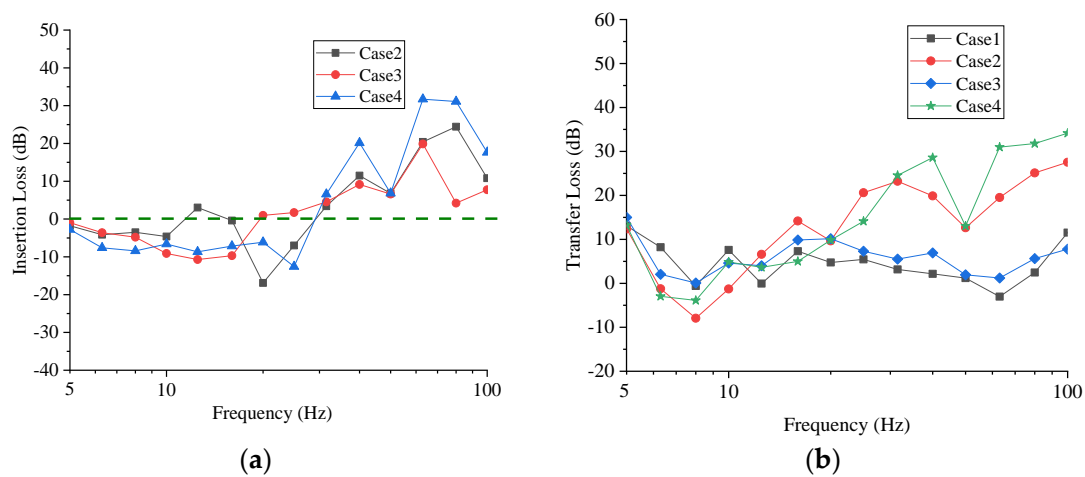 50
40
30
20
10
0
-10
-20
-30
-40
5
10
100
Insertion Loss (dB)
Frequency (Hz)
Case2
Case3
Case4
(a)
60
50
40
30
20
10
0
-10
-20
5
10
100
Transfer Loss (dB)
Frequency (Hz)
Case1
Case2
Case3
Case4
(b)